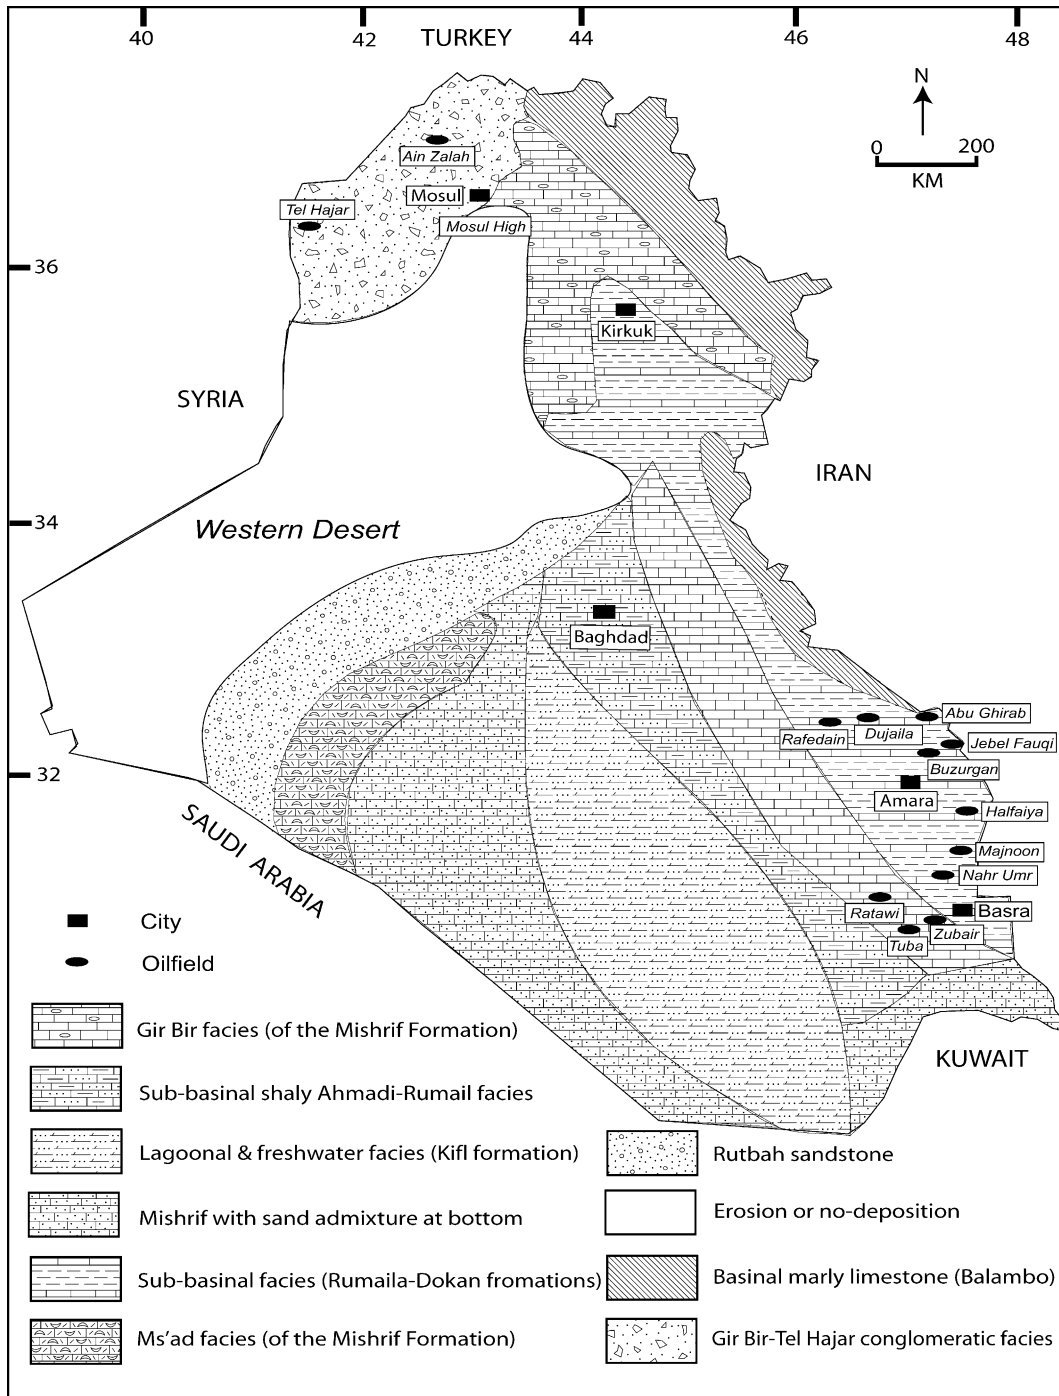 40
42
TURKEY
44
46
48
N
0
200
KM
Ain Zalah
Mosul
Tel Hajar
Mosul High
36
Kirkuk
SYRIA
IRAN
34
Western Desert
Baghdad
Abu Ghirab
Dujaila
Rafedain
Jebel Fauqi
Buzurgan
32
Amara
Halfaiya
SAUDI ARABIA
Majnoon
Nahr Umr
Ratawi
Basra
Zubair
Tuba
City
Oilfield
KUWAIT
Gir Bir facies (of the Mishrif Formation)
Sub-basinal shaly Ahmadi-Rumail facies
Lagoonal & freshwater facies (Kifl formation)
Mishrif with sand admixture at bottom
Sub-basinal facies (Rumaila-Dokan fromations)
Ms'ad facies (of the Mishrif Formation)
Rutbah sandstone
Erosion or no-deposition
Basinal marly limestone (Balambo)
Gir Bir-Tel Hajar conglomeratic facies